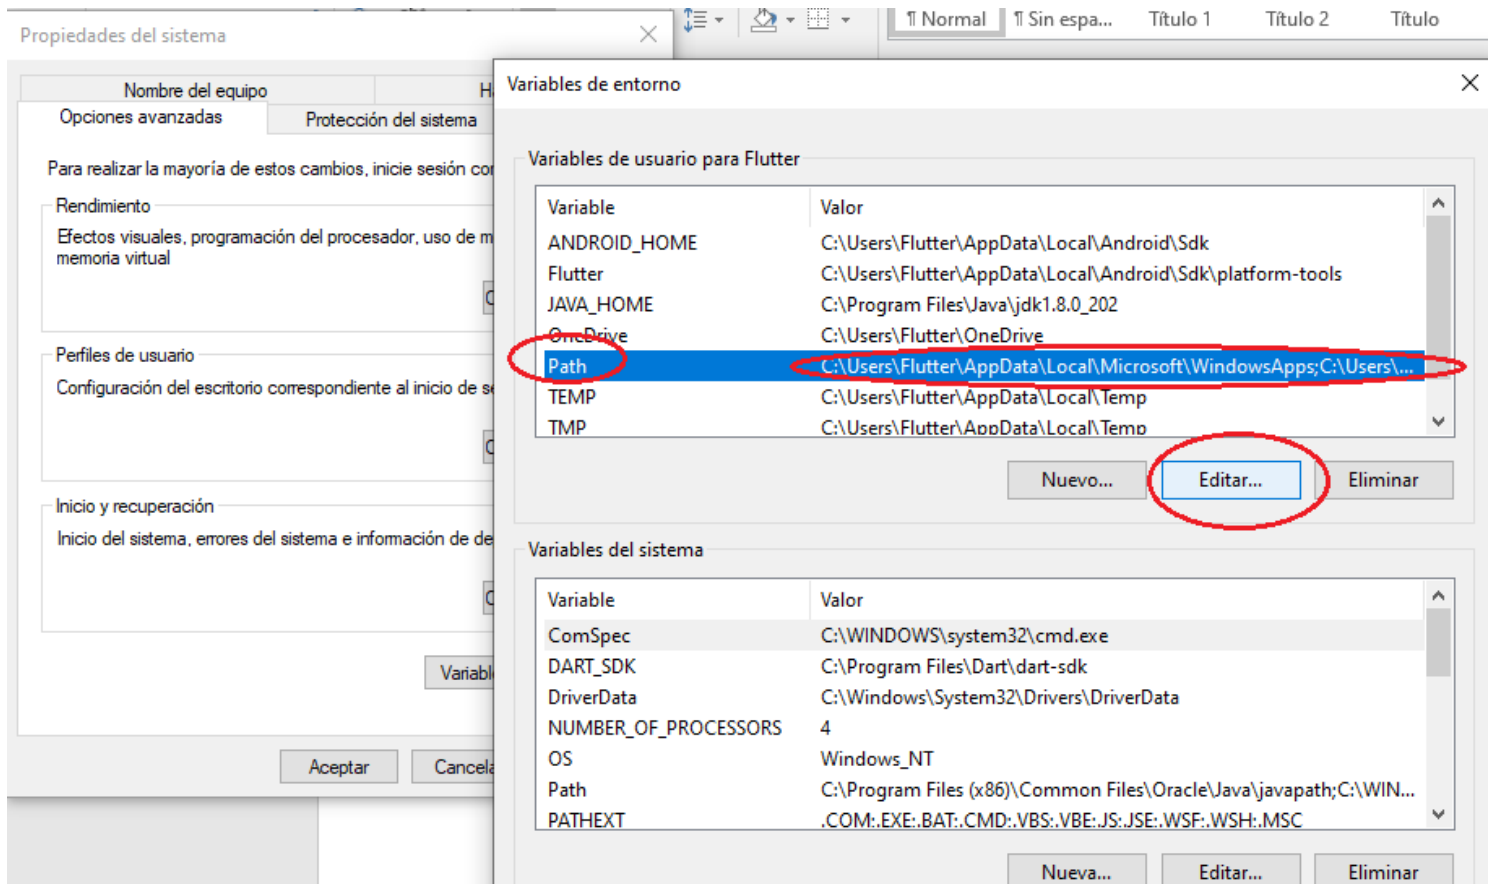 ¶ Normal ¶ Sin espa... Título 1 Título 2 Título
Propiedades del sistema
Nombre del equipo
Opciones avanzadas Protección del sistema
Para realizar la mayoría de estos cambios, inicie sesión
Rendimiento
Efectos visuales, programación del procesador, uso de
memoria virtual
Perfiles de usuario
Configuración del escritorio correspondiente al inicio de
Inicio y recuperación
Inicio del sistema, errores del sistema e información de
Aceptar
Variables de entorno
Variables de usuario para Flutter
Variable Valor
ANDROID_HOME C:\Users\Flutter\AppData\Local\Android\Sdk
Flutter C:\Users\Flutter\AppData\Local\Android\Sdk\platform-tools
JAVA_HOME C:\Program Files\Java\jdk1.8.0_202
OneDrive C:\Users\Flutter\OneDrive
Path C:\Users\Flutter\AppData\Local\Microsoft\WindowsApps;C:\Users\...
TEMP C:\Users\Flutter\AppData\Local\Temp
TMP C:\Users\Flutter\AppData\Local\Temp
Nuevo... Editar... Eliminar
Variables del sistema
Variable Valor
ComSpec C:\WINDOWS\system32\cmd.exe
DART_SDK C:\Program Files\Dart\dart-sdk
DriverData C:\Windows\System32\Drivers\DriverData
NUMBER_OF_PROCESSORS 4
OS Windows_NT
Path C:\Program Files (x86)\Common Files\Oracle\Java\javapath;C:\WIN...
PATHEXT .COM;.EXE;.BAT;.CMD;.VBS;.VBE;.JS;.JSE;.WSF;.WSH;.MSC
Nueva... Editar... Eliminar